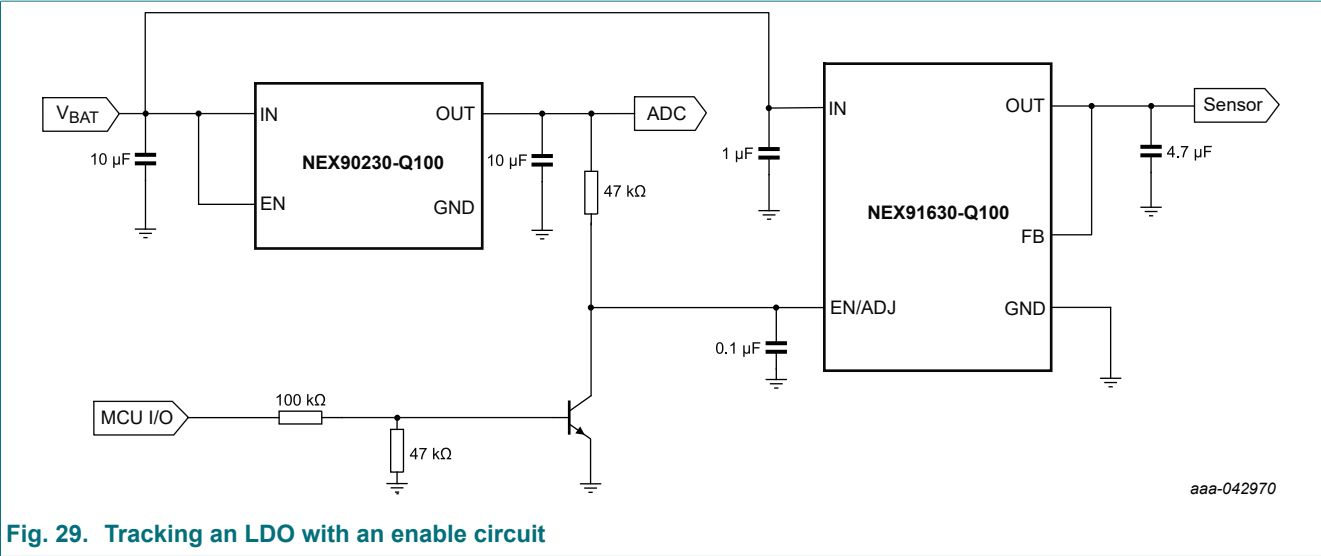 V_BAT
10 µF
IN
EN
OUT
GND
NEX90230-Q100
10 µF
ADC
47 kΩ
1 µF
IN
EN/ADJ
OUT
FB
GND
NEX91630-Q100
Sensor
4.7 µF
0.1 µF
MCU I/O
100 kΩ
47 kΩ
aaa-042970
Fig. 29. Tracking an LDO with an enable circuit